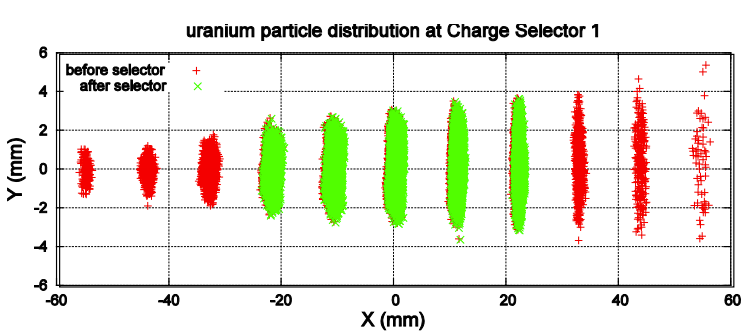 uranium particle distribution at Charge Selector 1
before selector
after selector
6
4
2
0
-2
-4
-6
Y (mm)
-60 -40 -20 0 20 40 60
X (mm)